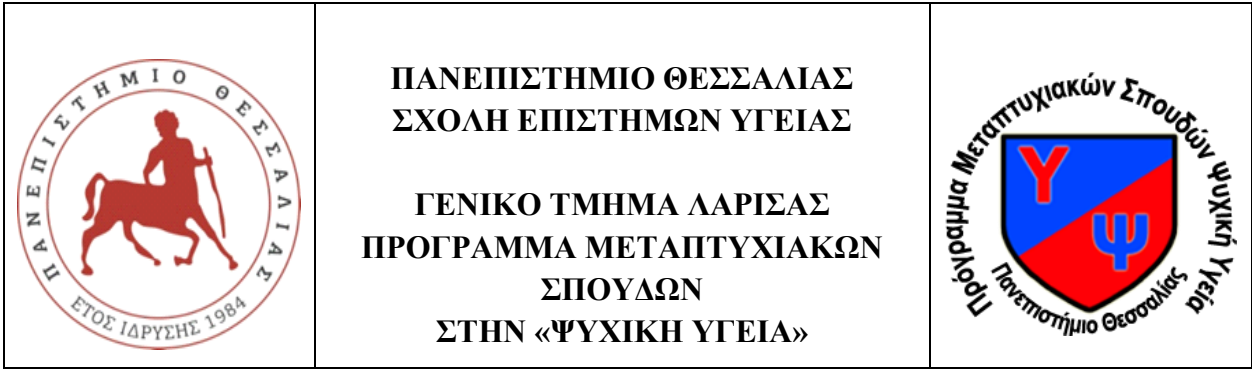 ΠΑΝΕΠΙΣΤΗΜΙΟ ΘΕΣΣΑΛΙΑΣ
ΕΤΟΣ ΙΔΡΥΣΗΣ 1984
ΠΑΝΕΠΙΣΤΗΜΙΟ ΘΕΣΣΑΛΙΑΣ
ΣΧΟΛΗ ΕΠΙΣΤΗΜΩΝ ΥΓΕΙΑΣ
ΓΕΝΙΚΟ ΤΜΗΜΑ ΛΑΡΙΣΑΣ
ΠΡΟΓΡΑΜΜΑ ΜΕΤΑΠΤΥΧΙΑΚΩΝ
ΣΠΟΥΔΩΝ
ΣΤΗΝ «ΨΥΧΙΚΗ ΥΓΕΙΑ»
Πρόγραμμα Μεταπτυχιακών Σπουδών Ψυχική Υγεία
Υ
Ψ
Πανεπιστήμιο Θεσσαλίας